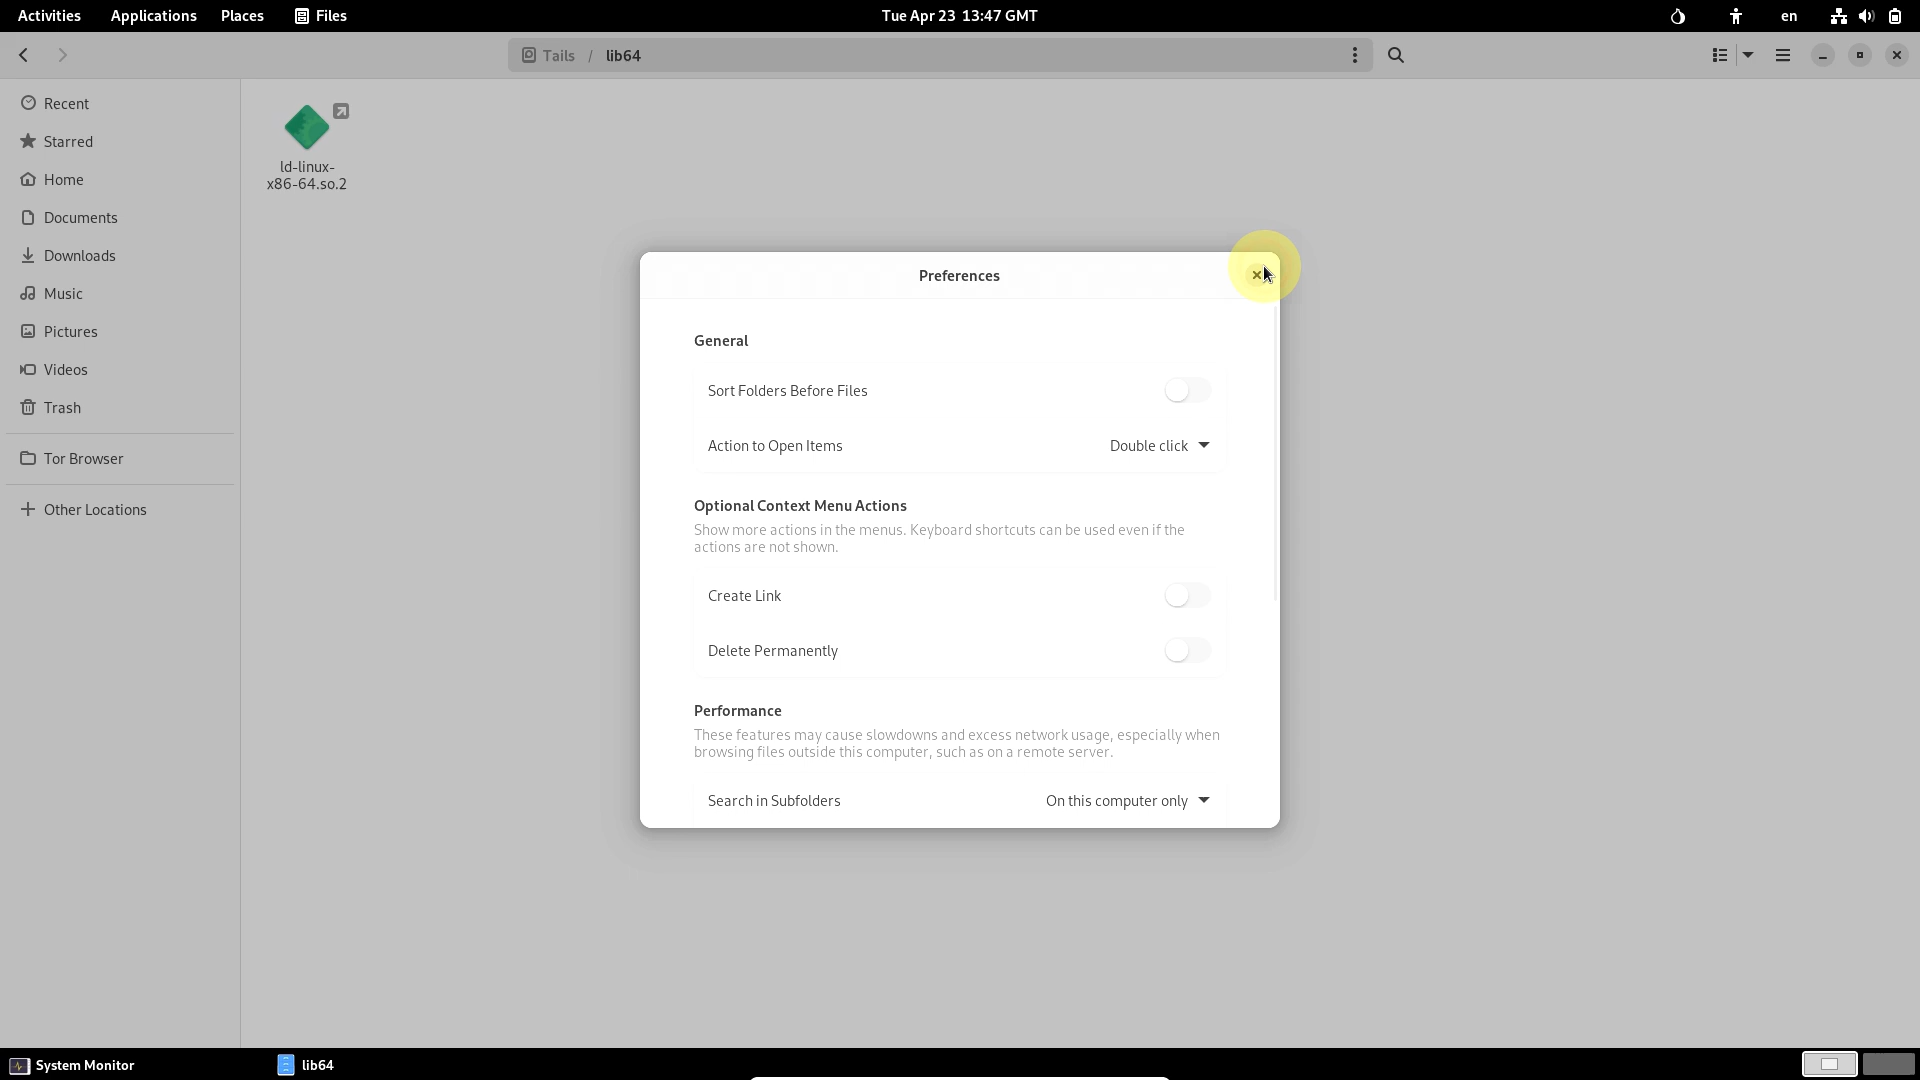 Activities Applications Places Files Tue Apr 23 13:47 GMT en
Tails / lib64
Recent
Starred
Home
Documents
Downloads
Music
Pictures
Videos
Trash
Tor Browser
Other Locations
ld-linux-
x86-64.so.2
Preferences
General
Sort Folders Before Files
Action to Open Items Double click
Optional Context Menu Actions
Show more actions in the menus. Keyboard shortcuts can be used even if the
actions are not shown.
Create Link
Delete Permanently
Performance
These features may cause slowdowns and excess network usage, especially when
browsing files outside this computer, such as on a remote server.
Search in Subfolders On this computer only
System Monitor lib64